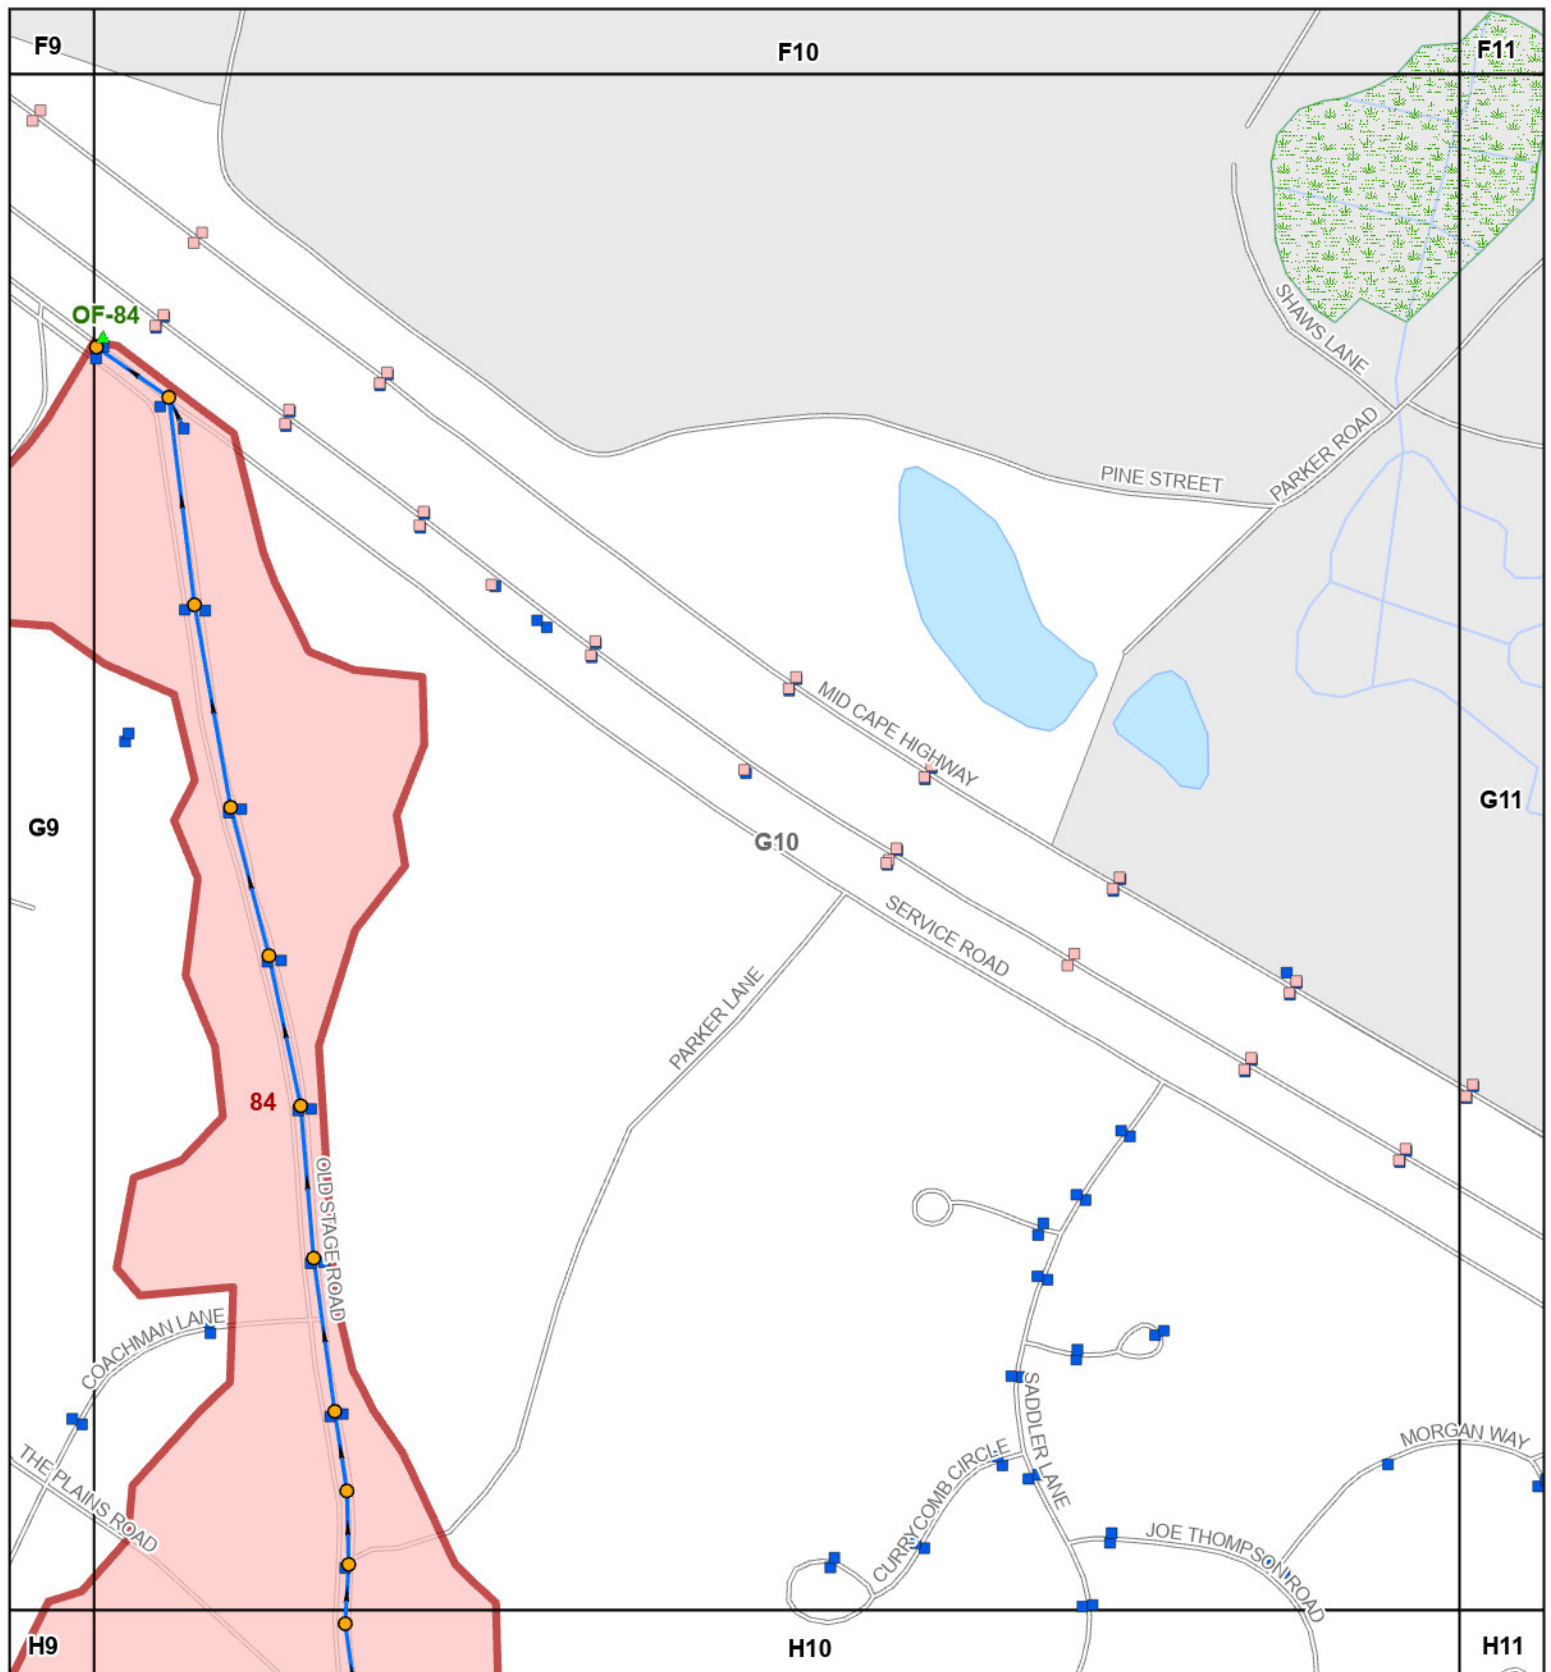 F9
F10
F11
OF-84
SHAWS LANE
PARKER ROAD
PINE STREET
MID CAPE HIGHWAY
G9
G10
G11
SERVICE ROAD
PARKER LANE
84
OLD STAGE ROAD
COACHMAN LANE
THE PLAINS ROAD
SADDLER LANE
MORGAN WAY
CURRYCOMB CIRCLE
JOE THOMPSON ROAD
H9
H10
H11